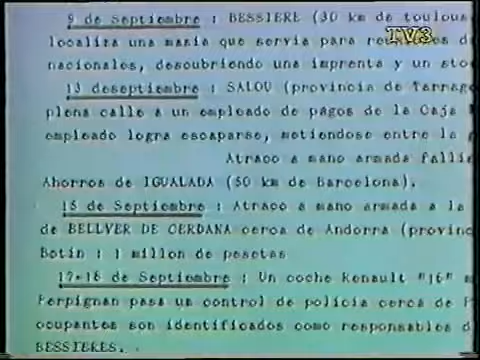 9 de Septiembre : BESSIERE (30 km de toulous
localiza una masia que servia para reuniones d
TV3
nacionales, descubriendo una imprenta y un sto
13 deseptiembre : SALOU (provincia de Tarrago
plena calle a un empleado de pagos de la Caja
empleado logra escaparse, metiendose entre la
Atraco a mano armada falli
Ahorros de IGUALADA (50 km de Barcelona).
15 de Septiembre : Atraco a mano armada a la
de BELLVER DE CERDANA cerca de Andorra (provinc
Botin : 1 millon de pesetas
17-18 de Septiembre : Un coche Renault "16" m
Perpignan pasa un control de policia cerca de
ocupantes son identificados como responsables d
BESSIERES.